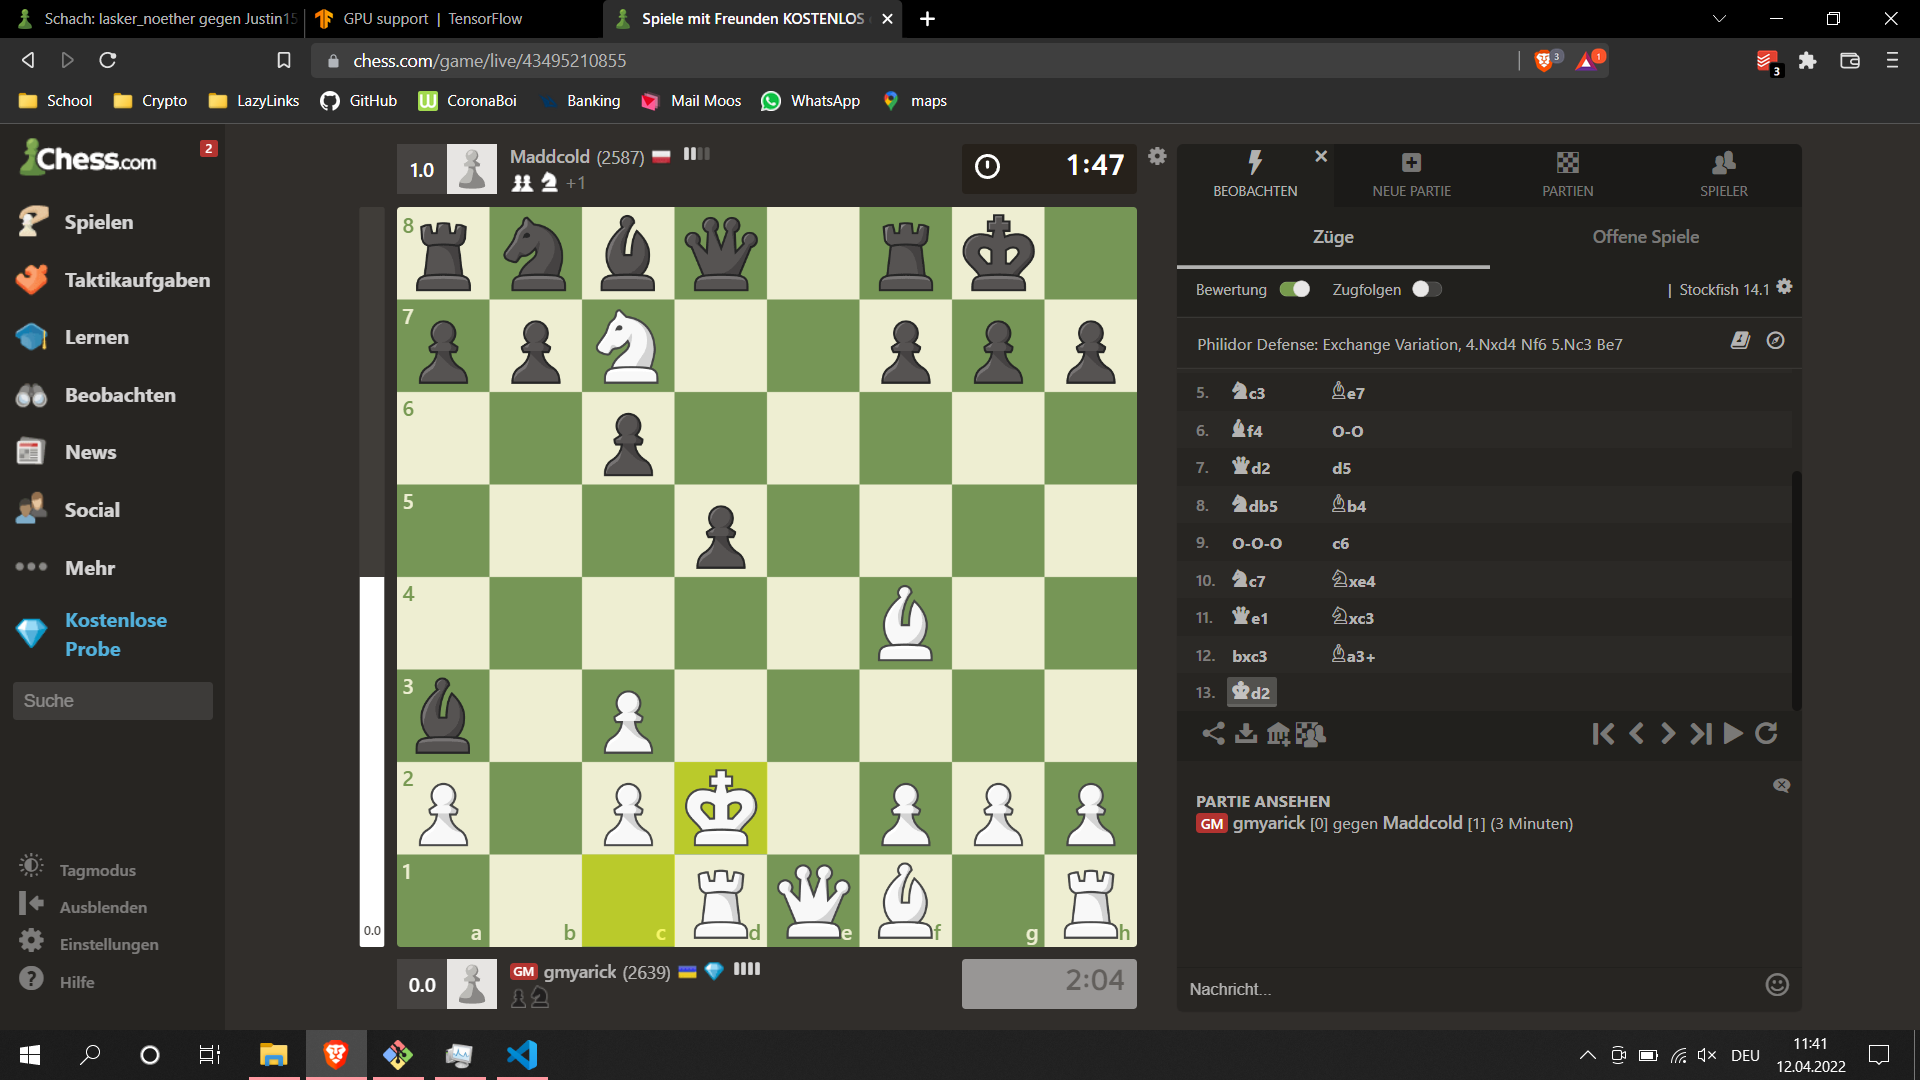 Schach: lasker_noether gegen Justin15
GPU support | TensorFlow
Spiele mit Freunden KOSTENLOS
chess.com/game/live/43495210855
3
1
3
School
Crypto
LazyLinks
GitHub
CoronaBoi
Banking
Mail Moos
WhatsApp
maps
Chess.com
2
Spielen
Taktikaufgaben
Lernen
Beobachten
News
Social
Mehr
Kostenlose
Probe
Suche
Tagmodus
Ausblenden
Einstellungen
Hilfe
1.0
Maddcold (2587)
+1
1:47
8
7
6
5
4
3
2
1
a b c d e f g h
0.0
0.0
GM gmyarick (2639)
2:04
BEOBACHTEN
NEUE PARTIE
PARTIEN
SPIELER
Züge
Offene Spiele
Bewertung
Zugfolgen
| Stockfish 14.1
Philidor Defense: Exchange Variation, 4.Nxd4 Nf6 5.Nc3 Be7
5. c3 e7
6. f4 O-O
7. d2 d5
8. db5 b4
9. O-O-O c6
10. c7 xe4
11. e1 xc3
12. bxc3 a3+
13. d2
PARTIE ANSEHEN
GM gmyarick [0] gegen Maddcold [1] (3 Minuten)
Nachricht...
DEU
11:41
12.04.2022